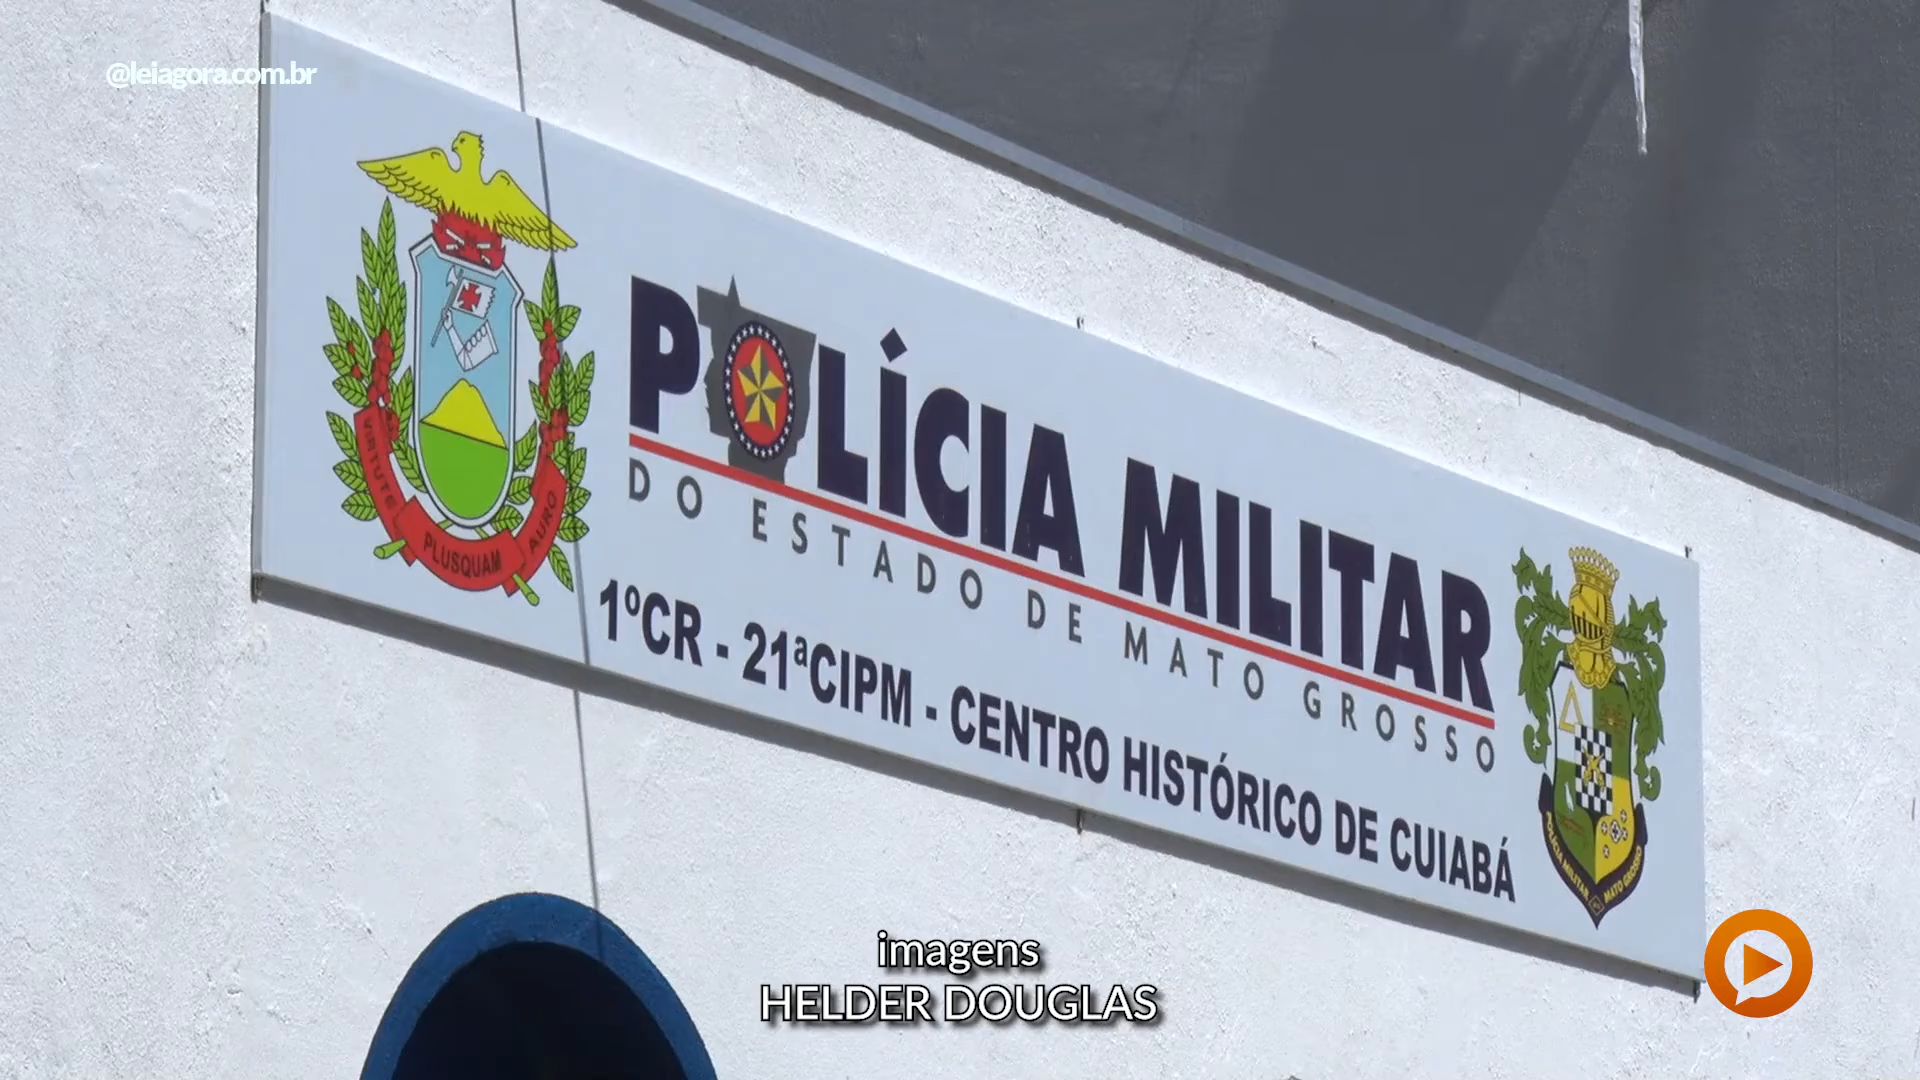 @leiagora.com.br
POLÍCIA MILITAR
DO ESTADO DE MATO GROSSO
1ºCR - 21ªCIPM - CENTRO HISTÓRICO DE CUIABÁ
VIRTUTE PLUSQUAM AURO
POLÍCIA MILITAR MATO GROSSO
imagens
HELDER DOUGLAS